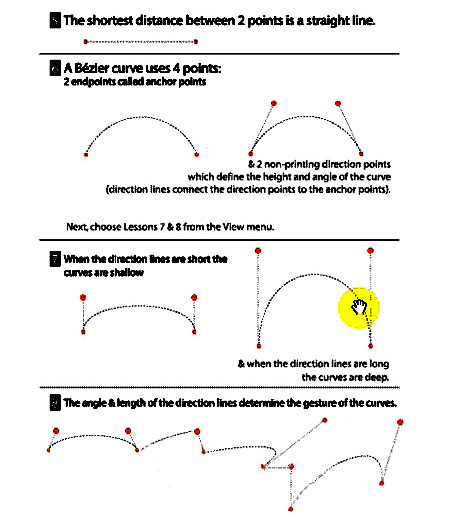 The shortest distance between 2 points is a straight line.
A Bézier curve uses 4 points:
2 endpoints called anchor points
& 2 non-printing direction points
which define the height and angle of the curve
(direction lines connect the direction points to the anchor points).
Next, choose Lessons 7 & 8 from the View menu.
7 When the direction lines are short the
curves are shallow
& when the direction lines are long
the curves are deep.
The angle & length of the direction lines determine the gesture of the curves.